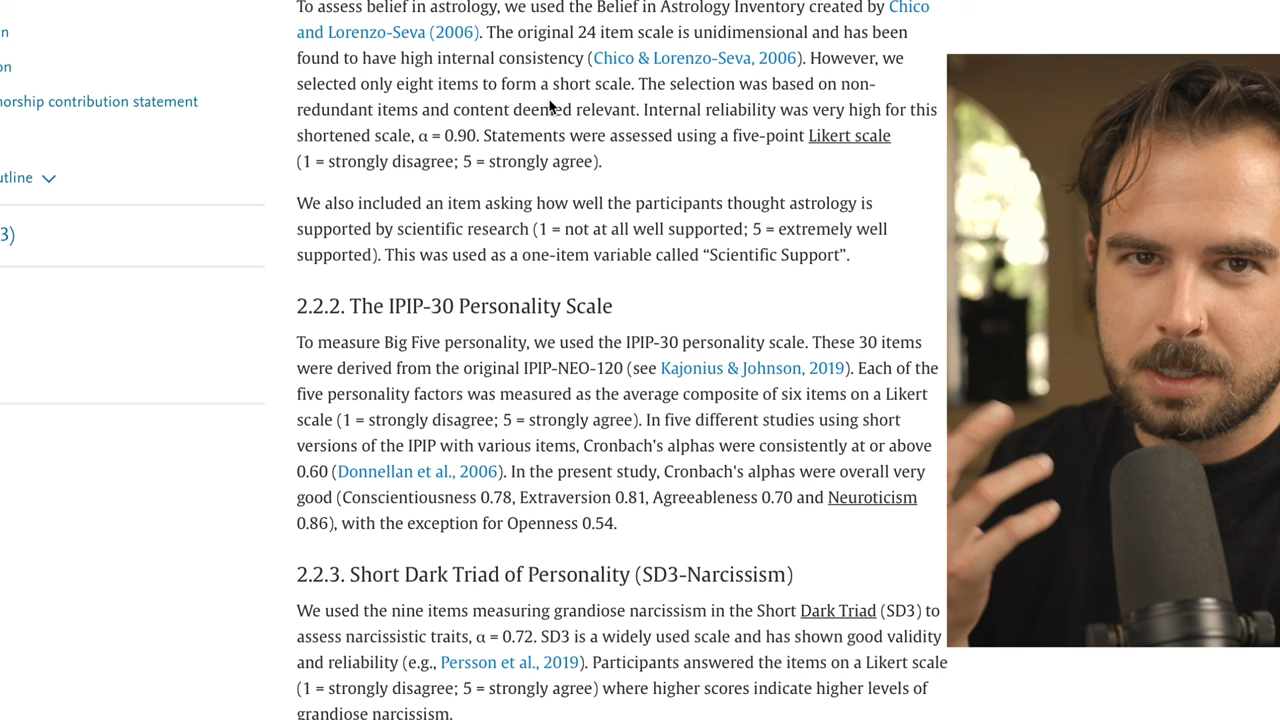 n
on
orship contribution statement
utline
3)
To assess belief in astrology, we used the Belief in Astrology Inventory created by Chico
and Lorenzo-Seva (2006). The original 24 item scale is unidimensional and has been
found to have high internal consistency (Chico & Lorenzo-Seva, 2006). However, we
selected only eight items to form a short scale. The selection was based on non-
redundant items and content deemed relevant. Internal reliability was very high for this
shortened scale, α = 0.90. Statements were assessed using a five-point Likert scale
(1 = strongly disagree; 5 = strongly agree).
We also included an item asking how well the participants thought astrology is
supported by scientific research (1 = not at all well supported; 5 = extremely well
supported). This was used as a one-item variable called “Scientific Support”.
2.2.2. The IPIP-30 Personality Scale
To measure Big Five personality, we used the IPIP-30 personality scale. These 30 items
were derived from the original IPIP-NEO-120 (see Kajonius & Johnson, 2019). Each of the
five personality factors was measured as the average composite of six items on a Likert
scale (1 = strongly disagree; 5 = strongly agree). In five different studies using short
versions of the IPIP with various items, Cronbach's alphas were consistently at or above
0.60 (Donnellan et al., 2006). In the present study, Cronbach's alphas were overall very
good (Conscientiousness 0.78, Extraversion 0.81, Agreeableness 0.70 and Neuroticism
0.86), with the exception for Openness 0.54.
2.2.3. Short Dark Triad of Personality (SD3-Narcissism)
We used the nine items measuring grandiose narcissism in the Short Dark Triad (SD3) to
assess narcissistic traits, α = 0.72. SD3 is a widely used scale and has shown good validity
and reliability (e.g., Persson et al., 2019). Participants answered the items on a Likert scale
(1 = strongly disagree; 5 = strongly agree) where higher scores indicate higher levels of
grandiose narcissism.